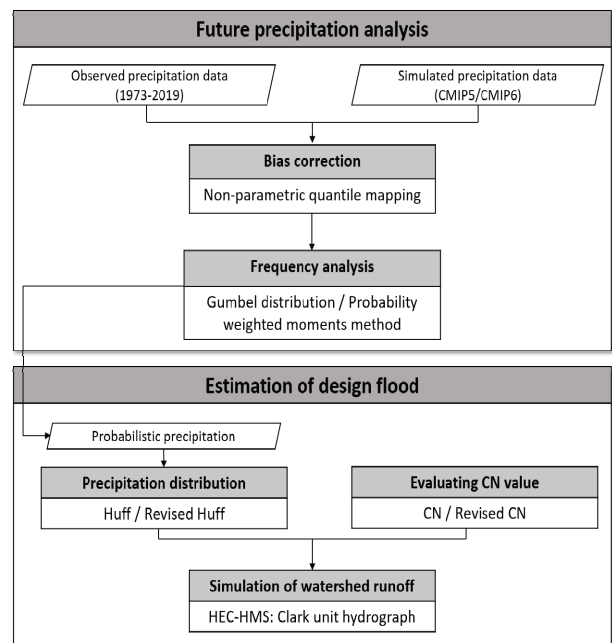 Future precipitation analysis
Observed precipitation data
(1973-2019)
Simulated precipitation data
(CMIP5/CMIP6)
Bias correction
Non-parametric quantile mapping
Frequency analysis
Gumbel distribution / Probability
weighted moments method
Estimation of design flood
Probabilistic precipitation
Precipitation distribution
Huff / Revised Huff
Evaluating CN value
CN / Revised CN
Simulation of watershed runoff
HEC-HMS: Clark unit hydrograph